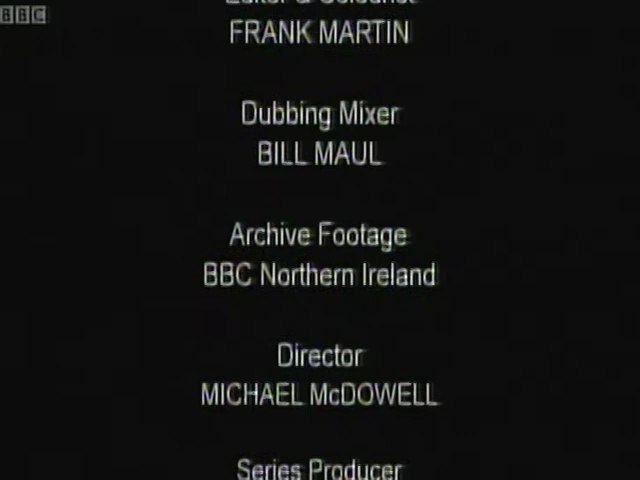 BBC
FRANK MARTIN
Dubbing Mixer
BILL MAUL
Archive Footage
BBC Northern Ireland
Director
MICHAEL McDOWELL
Series Producer